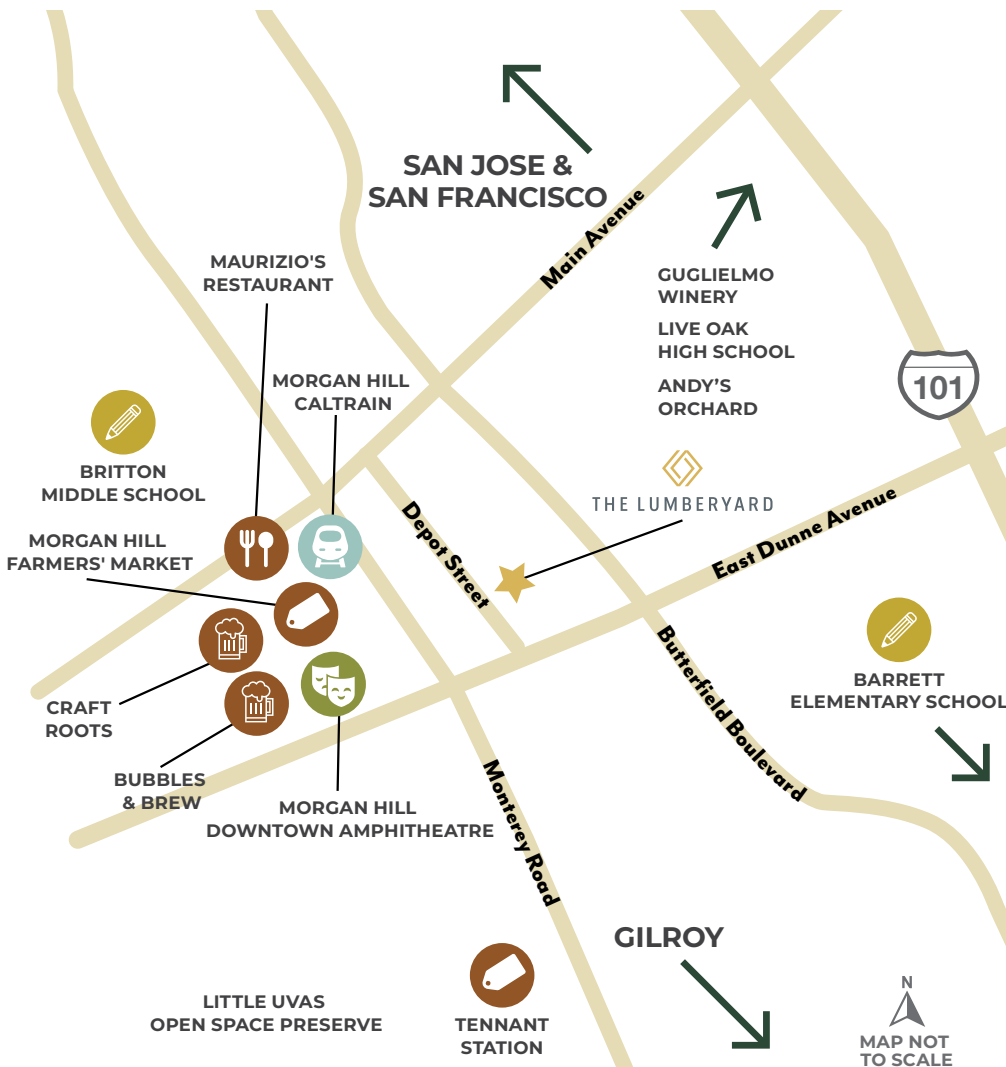 SAN JOSE &
SAN FRANCISCO
Main Avenue
MAURIZIO'S
RESTAURANT
GUGLIELMO
WINERY
LIVE OAK
HIGH SCHOOL
ANDY’S
ORCHARD
101
MORGAN HILL
CALTRAIN
BRITTON
MIDDLE SCHOOL
THE LUMBERYARD
Depot Street
East Dunne Avenue
MORGAN HILL
FARMERS' MARKET
CRAFT
ROOTS
BUBBLES
& BREW
MORGAN HILL
DOWNTOWN AMPHITHEATRE
Butterfield Boulevard
BARRETT
ELEMENTARY SCHOOL
Monterey Road
GILROY
LITTLE UVAS
OPEN SPACE PRESERVE
TENNANT
STATION
N
MAP NOT
TO SCALE